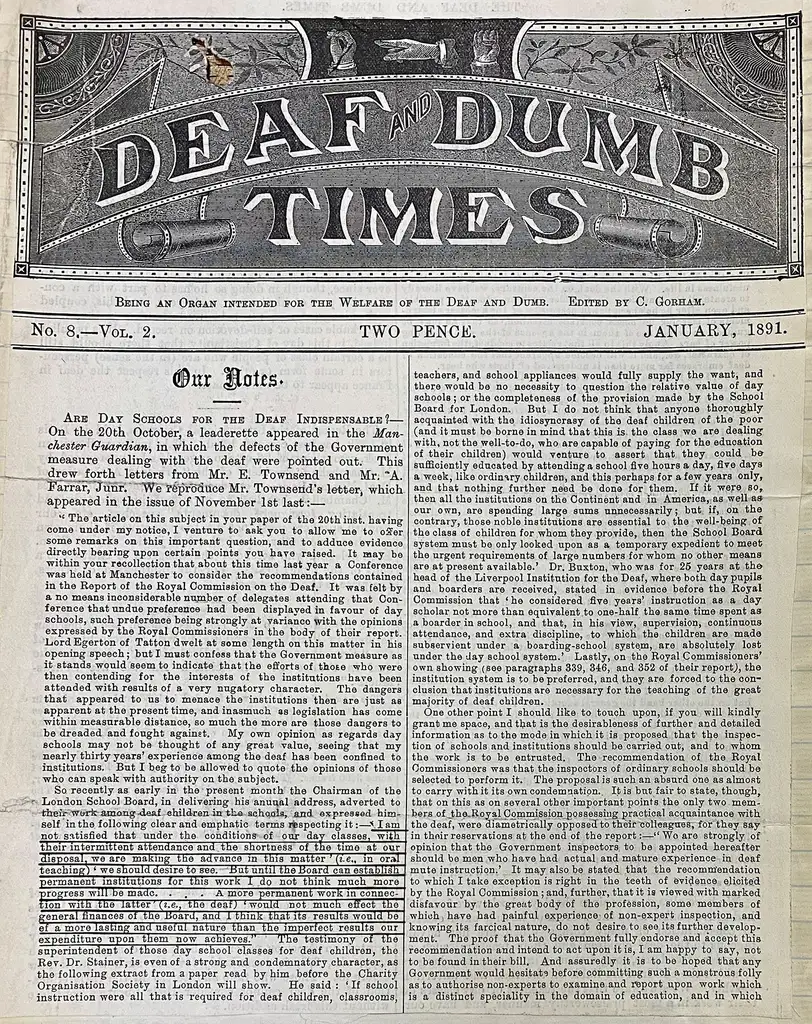 DEAF AND DUMB
TIMES
BEING AN ORGAN INTENDED FOR THE WELFARE OF THE DEAF AND DUMB. EDITED BY C. GORHAM.
No. 8.—VOL. 2.
TWO PENCE.
JANUARY, 1891.
Our Notes.
ARE DAY SCHOOLS FOR THE DEAF INDISPENSABLE?—
On the 20th October, a leaderette appeared in the Man-
chester Guardian, in which the defects of the Government
measure dealing with the deaf were pointed out. This
drew forth letters from Mr. E. Townsend and Mr. A.
Farrar, Junr. We reproduce Mr. Townsend's letter, which
appeared in the issue of November 1st last:—
" The article on this subject in your paper of the 20th inst. having
come under my notice, I venture to ask you to allow me to offer
some remarks on this important question, and to adduce evidence
directly bearing upon certain points you have raised. It may be
within your recollection that about this time last year a Conference
was held at Manchester to consider the recommendations contained
in the Report of the Royal Commission on the Deaf. It was felt by
a no means inconsiderable number of delegates attending that Con-
ference that undue preference had been displayed in favour of day
schools, such preference being strongly at variance with the opinions
expressed by the Royal Commissioners in the body of their report.
Lord Egerton of Tatton dwelt at some length on this matter in his
opening speech; but I must confess that the Government measure as
it stands would seem to indicate that the efforts of those who were
then contending for the interests of the institutions have been
attended with results of a very nugatory character. The dangers
that appeared to us to menace the institutions then are just as
apparent at the present time, and inasmuch as legislation has come
within measurable distance, so much the more are those dangers to
be dreaded and fought against. My own opinion as regards day
schools may not be thought of any great value, seeing that my
nearly thirty years' experience among the deaf has been confined to
institutions. But I beg to be allowed to quote the opinions of those
who can speak with authority on the subject.
So recently as early in the present month the Chairman of the
London School Board, in delivering his annual address, adverted to
their work among deaf children in the schools, and expressed him-
self in the following clear and emphatic terms respecting it:—'I am
not satisfied that under the conditions of our day classes, with
their intermittent attendance and the shortness of the time at our
disposal, we are making the advance in this matter' (i.e., in oral
teaching) ' we should desire to see. But until the Board can establish
permanent institutions for this work I do not think much more
progress will be made. A more permanent work in connec-
tion with the latter' (i.e., the deaf) 'would not much effect the
general finances of the Board, and I think that its results would be
of a more lasting and useful nature than the imperfect results our
expenditure upon them now achieves." The testimony of the
superintendent of those day school classes for deaf children, the
Rev. Dr. Stainer, is even of a strong and condemnatory character, as
the following extract from a paper read by him before the Charity
Organisation Society in London will show. He said: 'If school
instruction were all that is required for deaf children, classrooms,
teachers, and school appliances would fully supply the want, and
there would be no necessity to question the relative value of day
schools; or the completeness of the provision made by the School
Board for London. But I do not think that anyone thoroughly
acquainted with the idiosyncrasy of the deaf children of the poor
(and it must be borne in mind that this is the class we are dealing
with, not the well-to-do, who are capable of paying for the education
of their children) would venture to assert that they could be
sufficiently educated by attending a school five hours a day, five days
a week, like ordinary children, and this perhaps for a few years only,
and that nothing further need be done for them. If it were so,
then all the institutions on the Continent and in America, as well as
our own, are spending large sums unnecessarily; but if, on the
contrary, those noble institutions are essential to the well-being of
the class of children for whom they provide, then the School Board
system must be only looked upon as a temporary expedient to meet
the urgent requirements of large numbers for whom no other means
are at present available.' Dr. Buxton, who was for 25 years at the
head of the Liverpool Institution for the Deaf, where both day pupils
and boarders are received, stated in evidence before the Royal
Commission that 'he considered five years' instruction as a day
scholar not more than equivalent to one-half the same time spent as
a boarder in school, and that, in his view, supervision, continuous
attendance, and extra discipline, to which the children are made
subservient under a boarding-school system, are absolutely lost
under the day school system.' Lastly, on the Royal Commissioners'
own showing (see paragraphs 339, 346, and 352 of their report), the
institution system is to be preferred, and they are forced to the con-
clusion that institutions are necessary for the teaching of the great
majority of deaf children.
One other point I should like to touch upon, if you will kindly
grant me space, and that is the desirableness of further and detailed
information as to the mode in which it is proposed that the inspec-
tion of schools and institutions should be carried out, and to whom
the work is to be entrusted. The recommendation of the Royal
Commissioners was that the inspectors of ordinary schools should be
selected to perform it. The proposal is such an absurd one as almost
to carry with it its own condemnation. It is but fair to state, though,
that on this as on several other important points the only two mem-
bers of the Royal Commission possessing practical acquaintance with
the deaf, were diametrically opposed to their colleagues, for they say
in their reservations at the end of the report:—'We are strongly of
opinion that the Government inspectors to be appointed hereafter
should be men who have had actual and mature experience in deaf
mute instruction.' It may also be stated that the recommendation
to which I take exception is right in the teeth of evidence elicited
by the Royal Commission; and, further, that it is viewed with marked
disfavour by the great body of the profession, some members of
which have had painful experience of non-expert inspection, and
knowing its farcical nature, do not desire to see its further develop-
ment. The proof that the Government fully endorse and accept this
recommendation and intend to act upon it is, I am happy to say, not
to be found in their bill. And assuredly it is to be hoped that any
Government would hesitate before committing such a monstrous folly
as to authorise non-experts to examine and report upon work which
is a distinct speciality in the domain of education, and in which